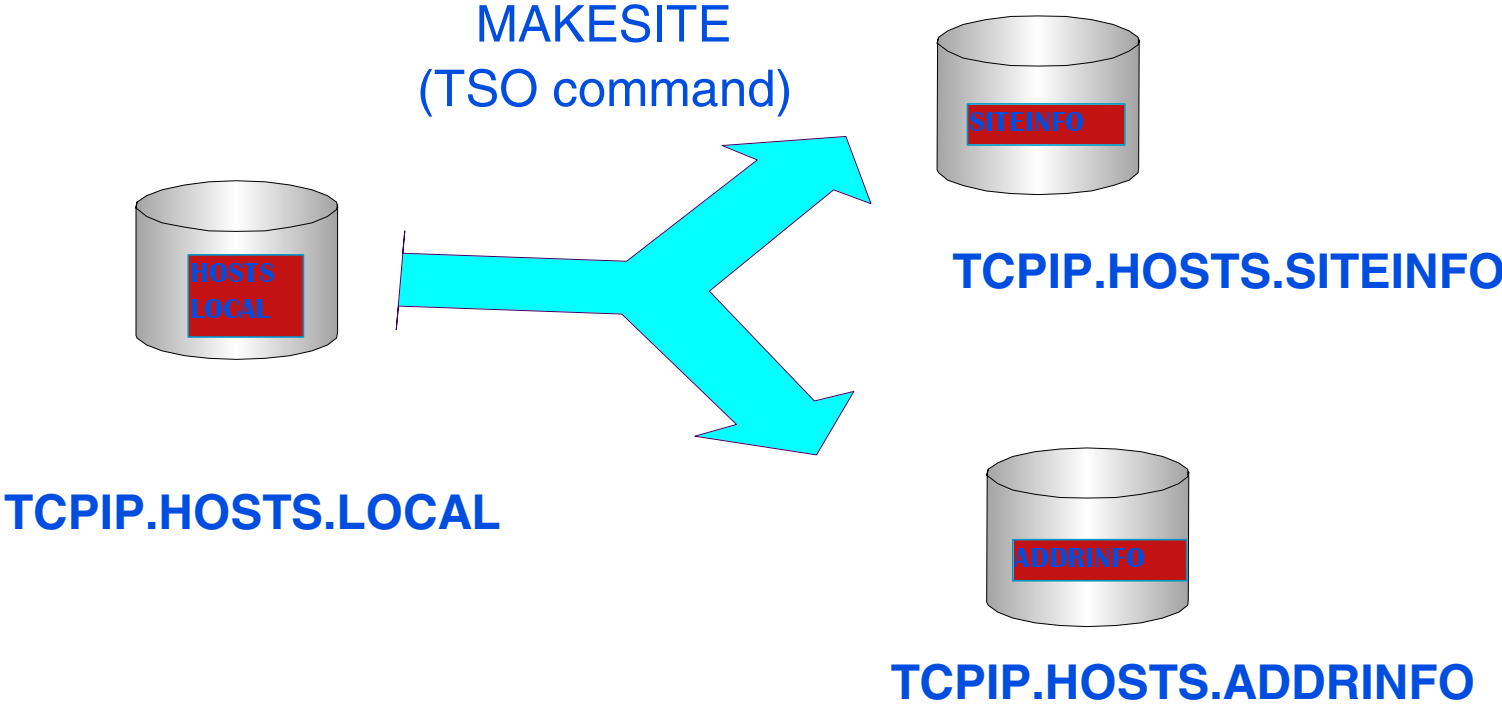 MAKESITE
(TSO command)
SITEINFO
TCPIP.HOSTS.SITEINFO
HOSTS
LOCAL
TCPIP.HOSTS.LOCAL
ADDRINFO
TCPIP.HOSTS.ADDRINFO